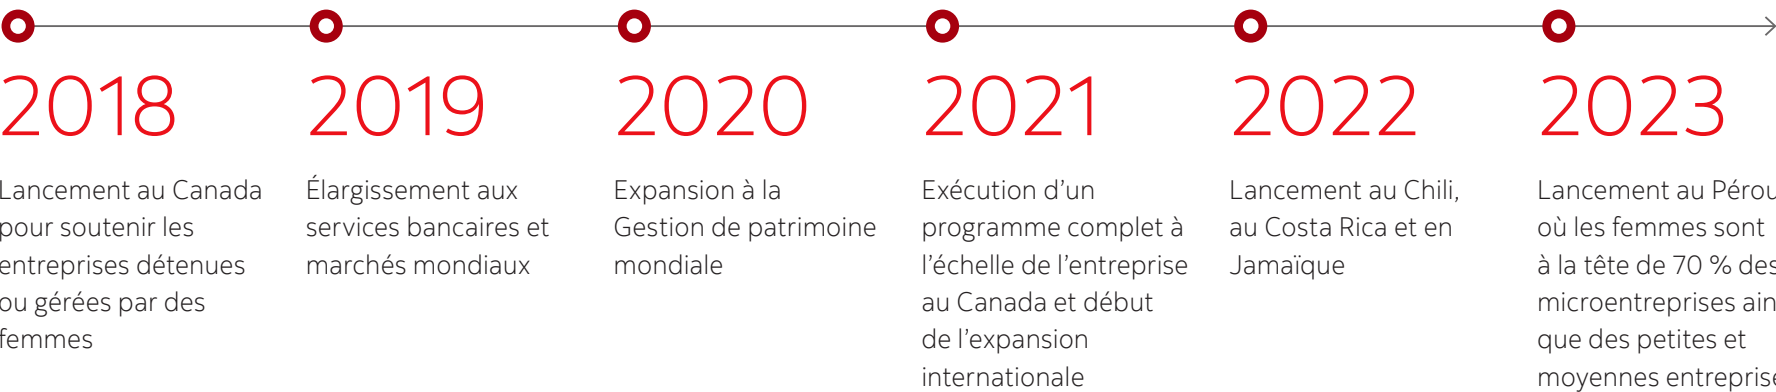 2018
Lancement au Canada
pour soutenir les
entreprises détenues
ou gérées par des
femmes
2019
Élargissement aux
services bancaires et
marchés mondiaux
2020
Expansion à la
Gestion de patrimoine
mondiale
2021
Exécution d’un
programme complet à
l’échelle de l’entreprise
au Canada et début
de l’expansion
internationale
2022
Lancement au Chili,
au Costa Rica et en
Jamaïque
2023
Lancement au Pérou
où les femmes sont
à la tête de 70 % des
microentreprises
que des petites et
moyennes